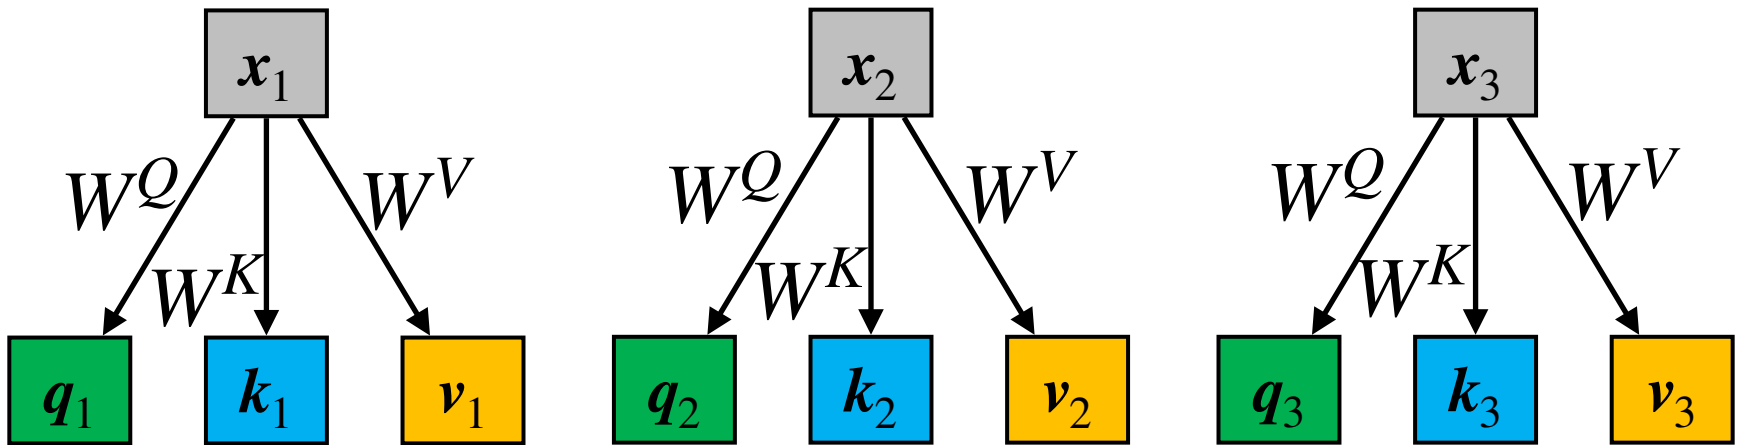 x₁ x₂ x₃
W^Q W^V W^Q W^V W^Q W^V
W^K W^K W^K
q₁ k₁ v₁ q₂ k₂ v₂ q₃ k₃ v₃